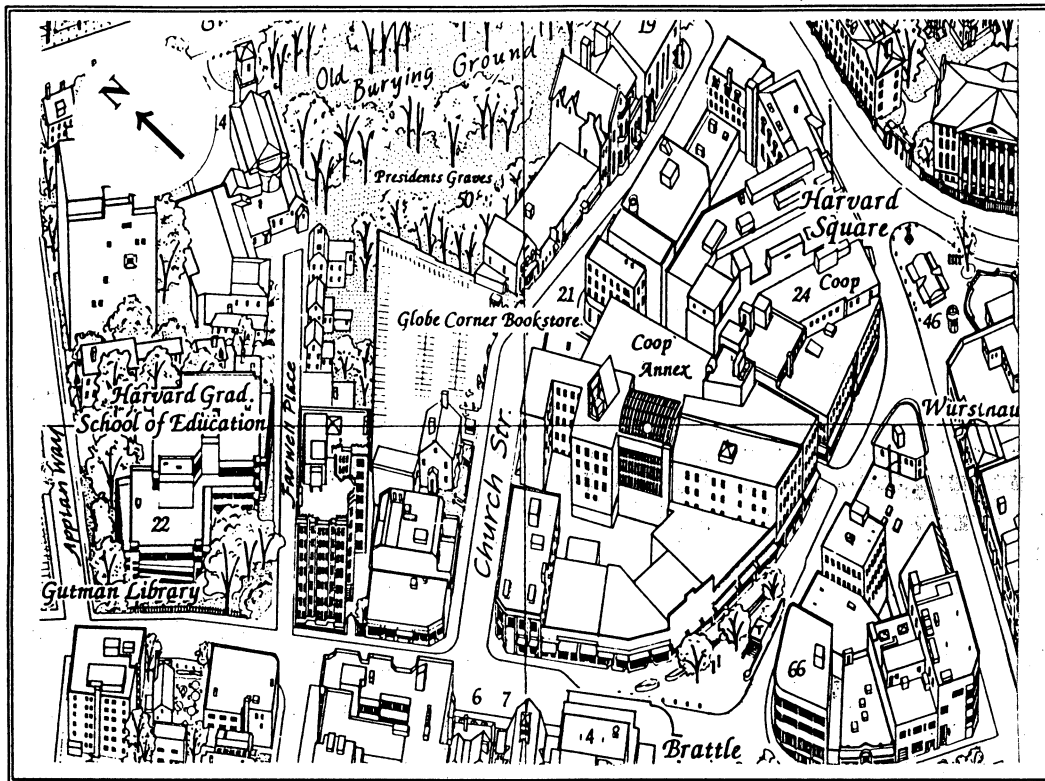 19
Old Burying Ground
N
14
Presidents Graves
50
Harvard
Square
21
24 Coop
Globe Corner Bookstore
46
Coop
Annex
Harvard Grad.
School of Education
Farwell Place
Church Str.
Appian Way
22
Gutman Library
66
6 7
4
Brattle